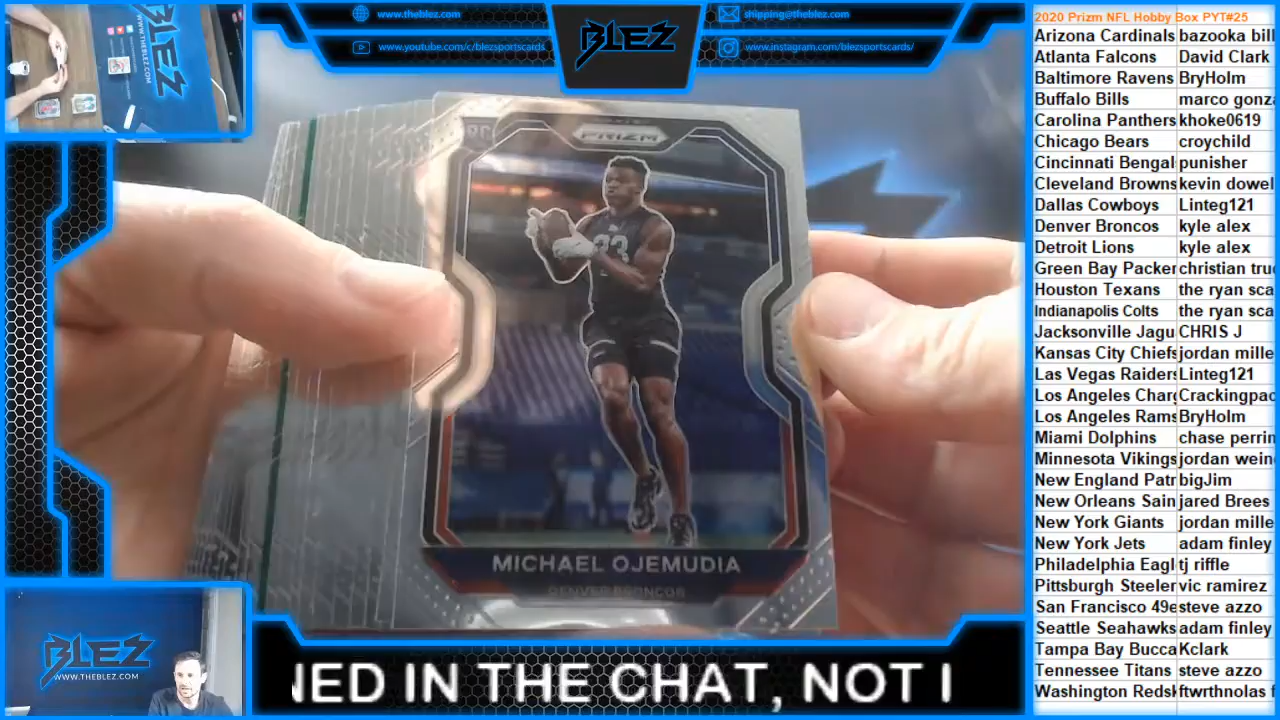 www.theblez.com
shipping@theblez.com
www.youtube.com/c/blezsportscards
www.instagram.com/blezsportscards/
BLEZ
RC
PRIZM
33
MICHAEL OJEMUDIA
DENVER BRONCOS
BLEZ
WWW.THEBLEZ.COM
BLEZ
WWW.THEBLEZ.COM
NED IN THE CHAT, NOT I
2020 Prizm NFL Hobby Box PYT#25
Arizona Cardinals bazooka bill
Atlanta Falcons David Clark
Baltimore Ravens BryHolm
Buffalo Bills marco gonza
Carolina Panthers khoke0619
Chicago Bears croychild
Cincinnati Bengal punisher
Cleveland Browns kevin dowel
Dallas Cowboys Linteg121
Denver Broncos kyle alex
Detroit Lions kyle alex
Green Bay Packer christian tru
Houston Texans the ryan sca
Indianapolis Colts the ryan sca
Jacksonville Jagu CHRIS J
Kansas City Chiefs jordan mille
Las Vegas Raiders Linteg121
Los Angeles Charg Crackingpac
Los Angeles Rams BryHolm
Miami Dolphins chase perrin
Minnesota Vikings jordan wein
New England Patr bigJim
New Orleans Sain jared Brees
New York Giants jordan mille
New York Jets adam finley
Philadelphia Eagl tj riffle
Pittsburgh Steeler vic ramirez
San Francisco 49e steve azzo
Seattle Seahawks adam finley
Tampa Bay Bucca Kclark
Tennessee Titans steve azzo
Washington Redsk ftwrthnolas f